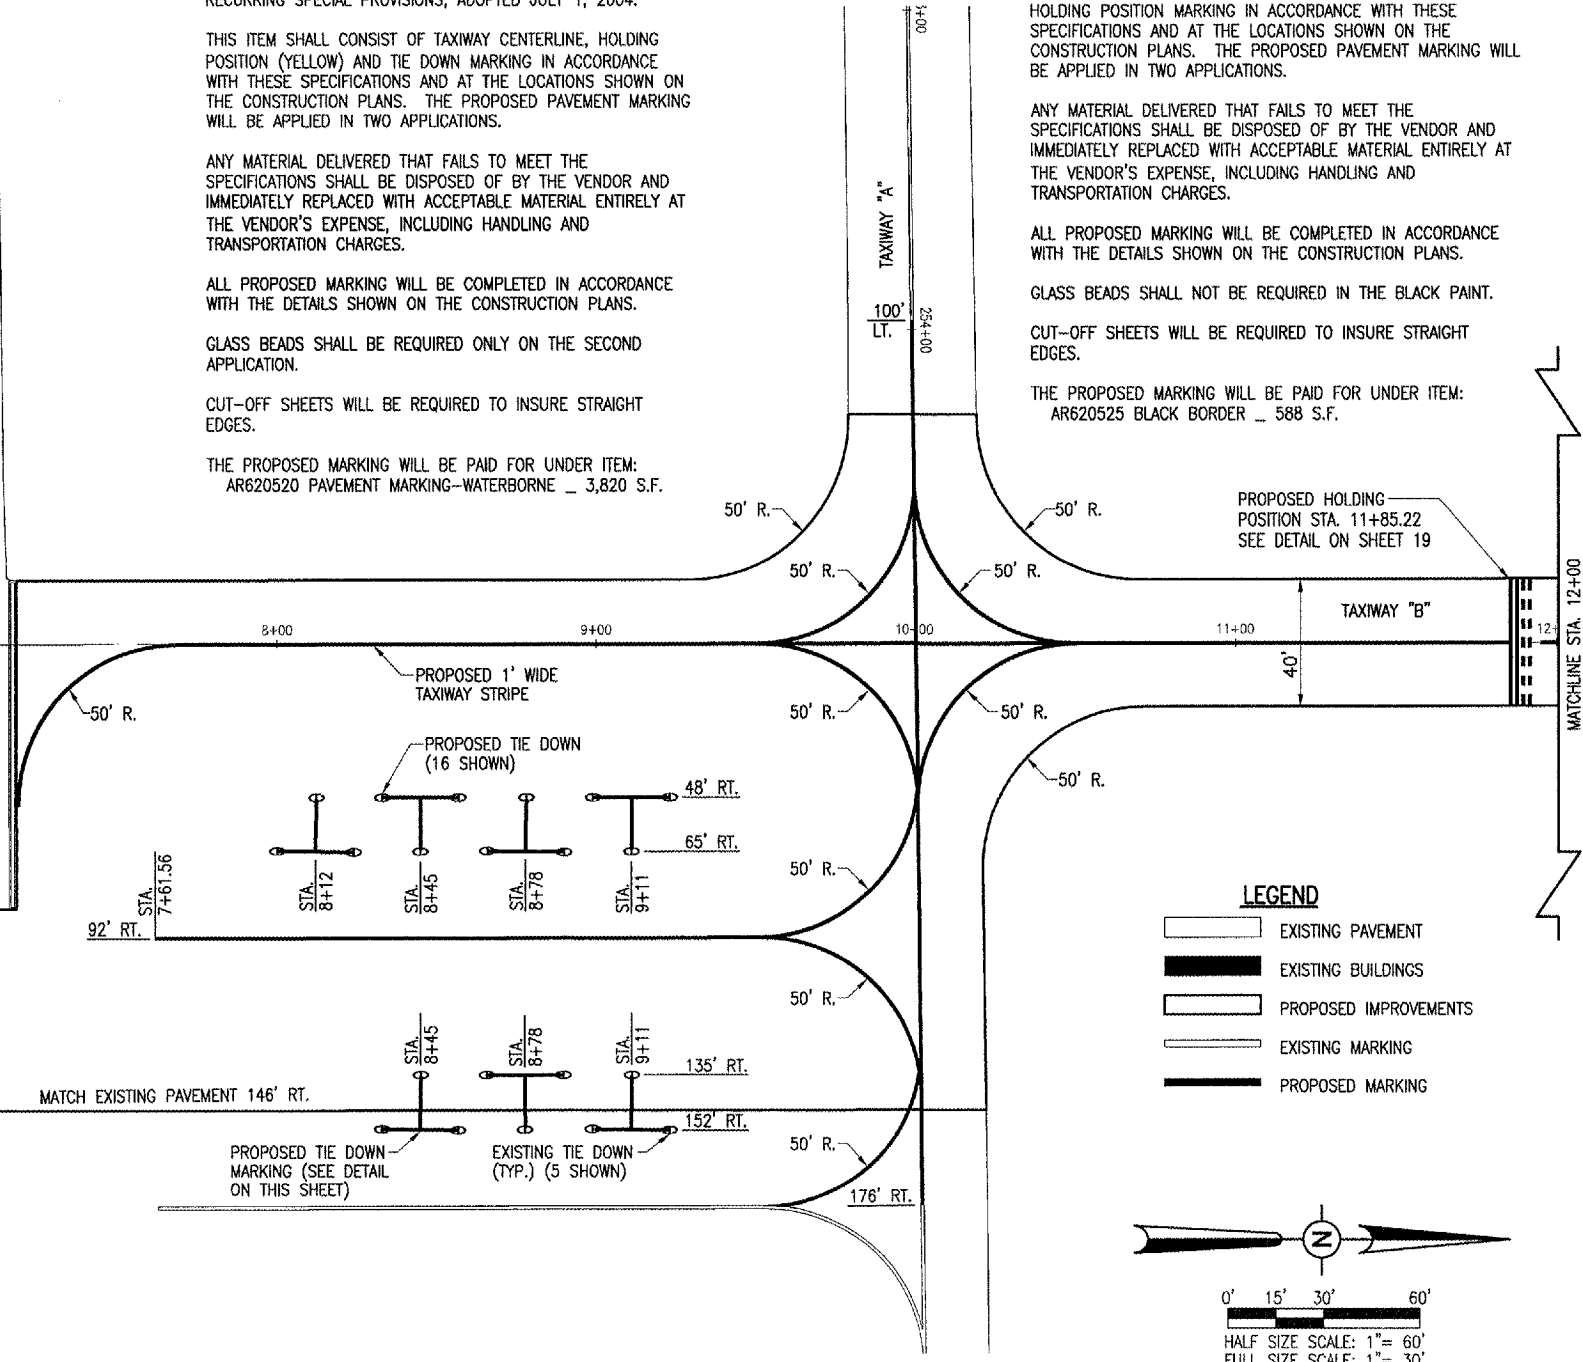 RECURRING SPECIAL PROVISIONS, ADOPTED JULY 1, 2004.
THIS ITEM SHALL CONSIST OF TAXIWAY CENTERLINE, HOLDING
POSITION (YELLOW) AND TIE DOWN MARKING IN ACCORDANCE
WITH THESE SPECIFICATIONS AND AT THE LOCATIONS SHOWN ON
THE CONSTRUCTION PLANS. THE PROPOSED PAVEMENT MARKING
WILL BE APPLIED IN TWO APPLICATIONS.
ANY MATERIAL DELIVERED THAT FAILS TO MEET THE
SPECIFICATIONS SHALL BE DISPOSED OF BY THE VENDOR AND
IMMEDIATELY REPLACED WITH ACCEPTABLE MATERIAL ENTIRELY AT
THE VENDOR'S EXPENSE, INCLUDING HANDLING AND
TRANSPORTATION CHARGES.
ALL PROPOSED MARKING WILL BE COMPLETED IN ACCORDANCE
WITH THE DETAILS SHOWN ON THE CONSTRUCTION PLANS.
GLASS BEADS SHALL BE REQUIRED ONLY ON THE SECOND
APPLICATION.
CUT-OFF SHEETS WILL BE REQUIRED TO INSURE STRAIGHT
EDGES.
THE PROPOSED MARKING WILL BE PAID FOR UNDER ITEM:
AR620520 PAVEMENT MARKING-WATERBORNE _ 3,820 S.F.
HOLDING POSITION MARKING IN ACCORDANCE WITH THESE
SPECIFICATIONS AND AT THE LOCATIONS SHOWN ON THE
CONSTRUCTION PLANS. THE PROPOSED PAVEMENT MARKING WILL
BE APPLIED IN TWO APPLICATIONS.
ANY MATERIAL DELIVERED THAT FAILS TO MEET THE
SPECIFICATIONS SHALL BE DISPOSED OF BY THE VENDOR AND
IMMEDIATELY REPLACED WITH ACCEPTABLE MATERIAL ENTIRELY AT
THE VENDOR'S EXPENSE, INCLUDING HANDLING AND
TRANSPORTATION CHARGES.
ALL PROPOSED MARKING WILL BE COMPLETED IN ACCORDANCE
WITH THE DETAILS SHOWN ON THE CONSTRUCTION PLANS.
GLASS BEADS SHALL NOT BE REQUIRED IN THE BLACK PAINT.
CUT-OFF SHEETS WILL BE REQUIRED TO INSURE STRAIGHT
EDGES.
THE PROPOSED MARKING WILL BE PAID FOR UNDER ITEM:
AR620525 BLACK BORDER _ 588 S.F.
+00
TAXIWAY "A"
100'
LT.
254+00
50' R.
50' R.
50' R.
50' R.
PROPOSED HOLDING
POSITION STA. 11+85.22
SEE DETAIL ON SHEET 19
8+00
9+00
10+00
11+00
12+
TAXIWAY "B"
40'
MATCHLINE STA. 12+00
PROPOSED 1' WIDE
TAXIWAY STRIPE
50' R.
50' R.
50' R.
50' R.
PROPOSED TIE DOWN
(16 SHOWN)
48' RT.
65' RT.
STA.
7+61.56
STA.
8+12
STA.
8+45
STA.
8+78
STA.
9+11
92' RT.
50' R.
50' R.
STA.
8+45
STA.
8+78
STA.
9+11
135' RT.
MATCH EXISTING PAVEMENT 146' RT.
152' RT.
PROPOSED TIE DOWN
MARKING (SEE DETAIL
ON THIS SHEET)
EXISTING TIE DOWN
(TYP.) (5 SHOWN)
50' R.
176' RT.
LEGEND
EXISTING PAVEMENT
EXISTING BUILDINGS
PROPOSED IMPROVEMENTS
EXISTING MARKING
PROPOSED MARKING
N
0' 15' 30' 60'
HALF SIZE SCALE: 1"= 60'
FULL SIZE SCALE: 1"= 30'